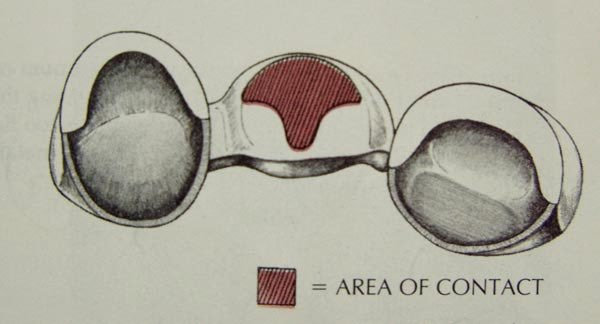 = AREA OF CONTACT